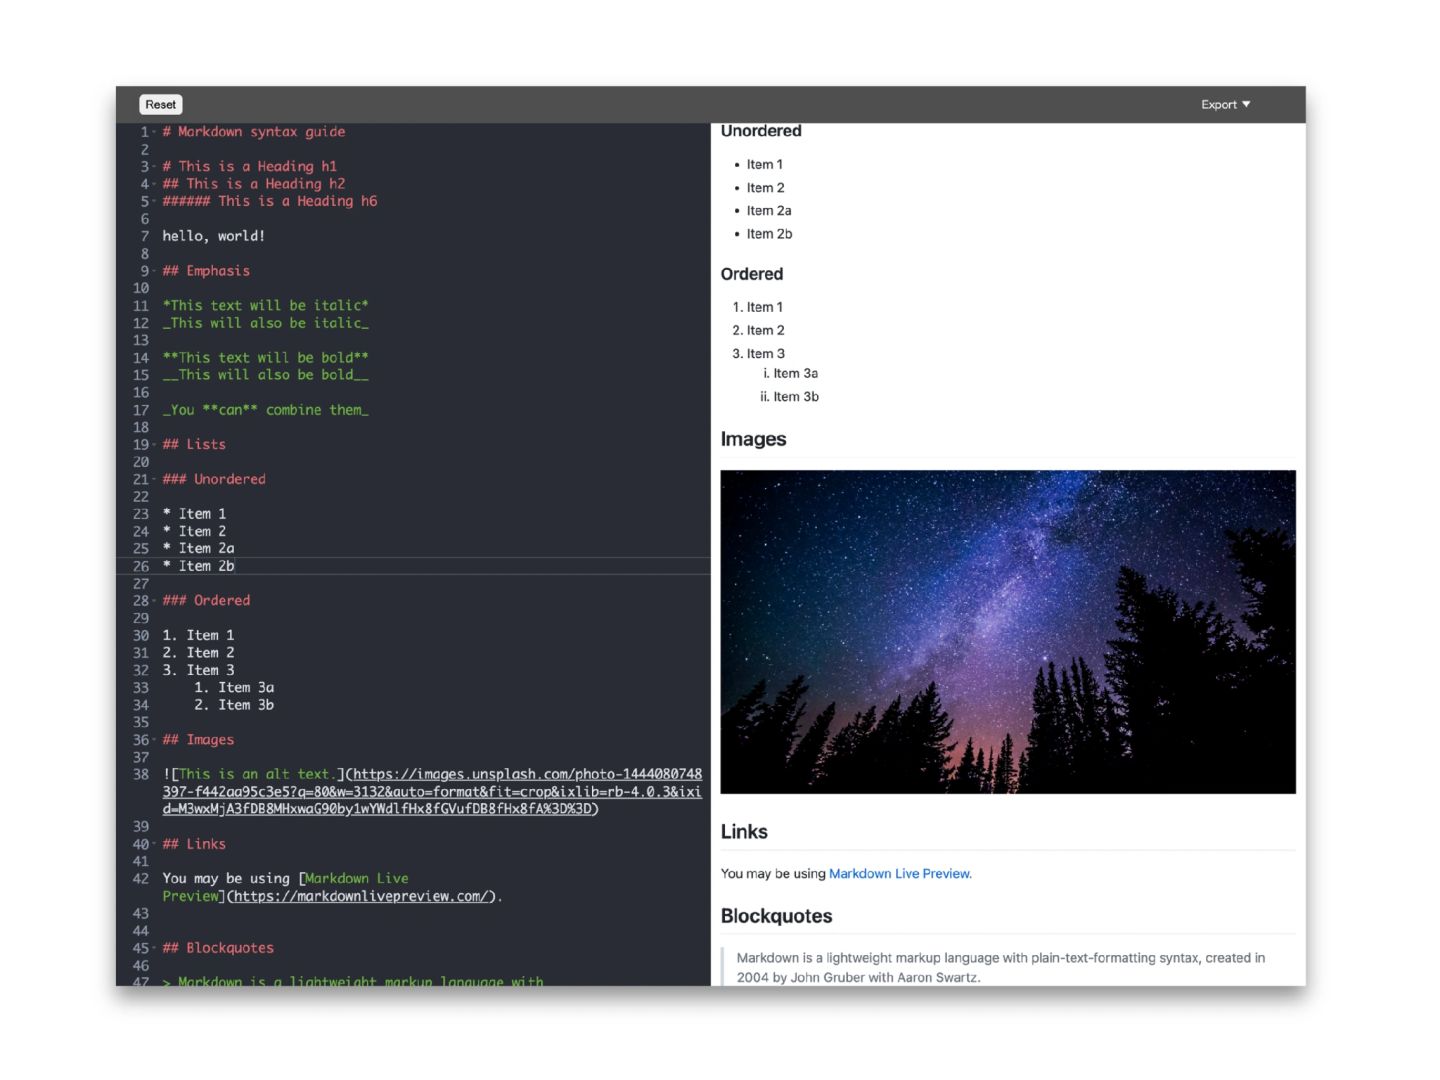 Reset
Export ▼
1 # Markdown syntax guide
2
3 # This is a Heading h1
4 ## This is a Heading h2
5 ###### This is a Heading h6
6
7 hello, world!
8
9 ## Emphasis
10
11 *This text will be italic*
12 _This will also be italic_
13
14 **This text will be bold**
15 __This will also be bold__
16
17 _You **can** combine them_
18
19 ## Lists
20
21 ### Unordered
22
23 * Item 1
24 * Item 2
25 * Item 2a
26 * Item 2b
27
28 ### Ordered
29
30 1. Item 1
31 2. Item 2
32 3. Item 3
33     1. Item 3a
34     2. Item 3b
35
36 ## Images
37
38 ![This is an alt text.](https://images.unsplash.com/photo-1444080748
397-f442aa95c3e5?q=80&w=3132&auto=format&fit=crop&ixlib=rb-4.0.3&ixi
d=M3wxMjA3fDB8MHxwaG90by1wYWdlfHx8fGVufDB8fHx8fA%3D%3D)
39
40 ## Links
41
42 You may be using [Markdown Live
Preview](https://markdownlivepreview.com/).
43
44
45 ## Blockquotes
46
47 > Markdown is a lightweight markup language with
Unordered
• Item 1
• Item 2
• Item 2a
• Item 2b
Ordered
1. Item 1
2. Item 2
3. Item 3
i. Item 3a
ii. Item 3b
Images
Links
You may be using Markdown Live Preview.
Blockquotes
Markdown is a lightweight markup language with plain-text-formatting syntax, created in
2004 by John Gruber with Aaron Swartz.